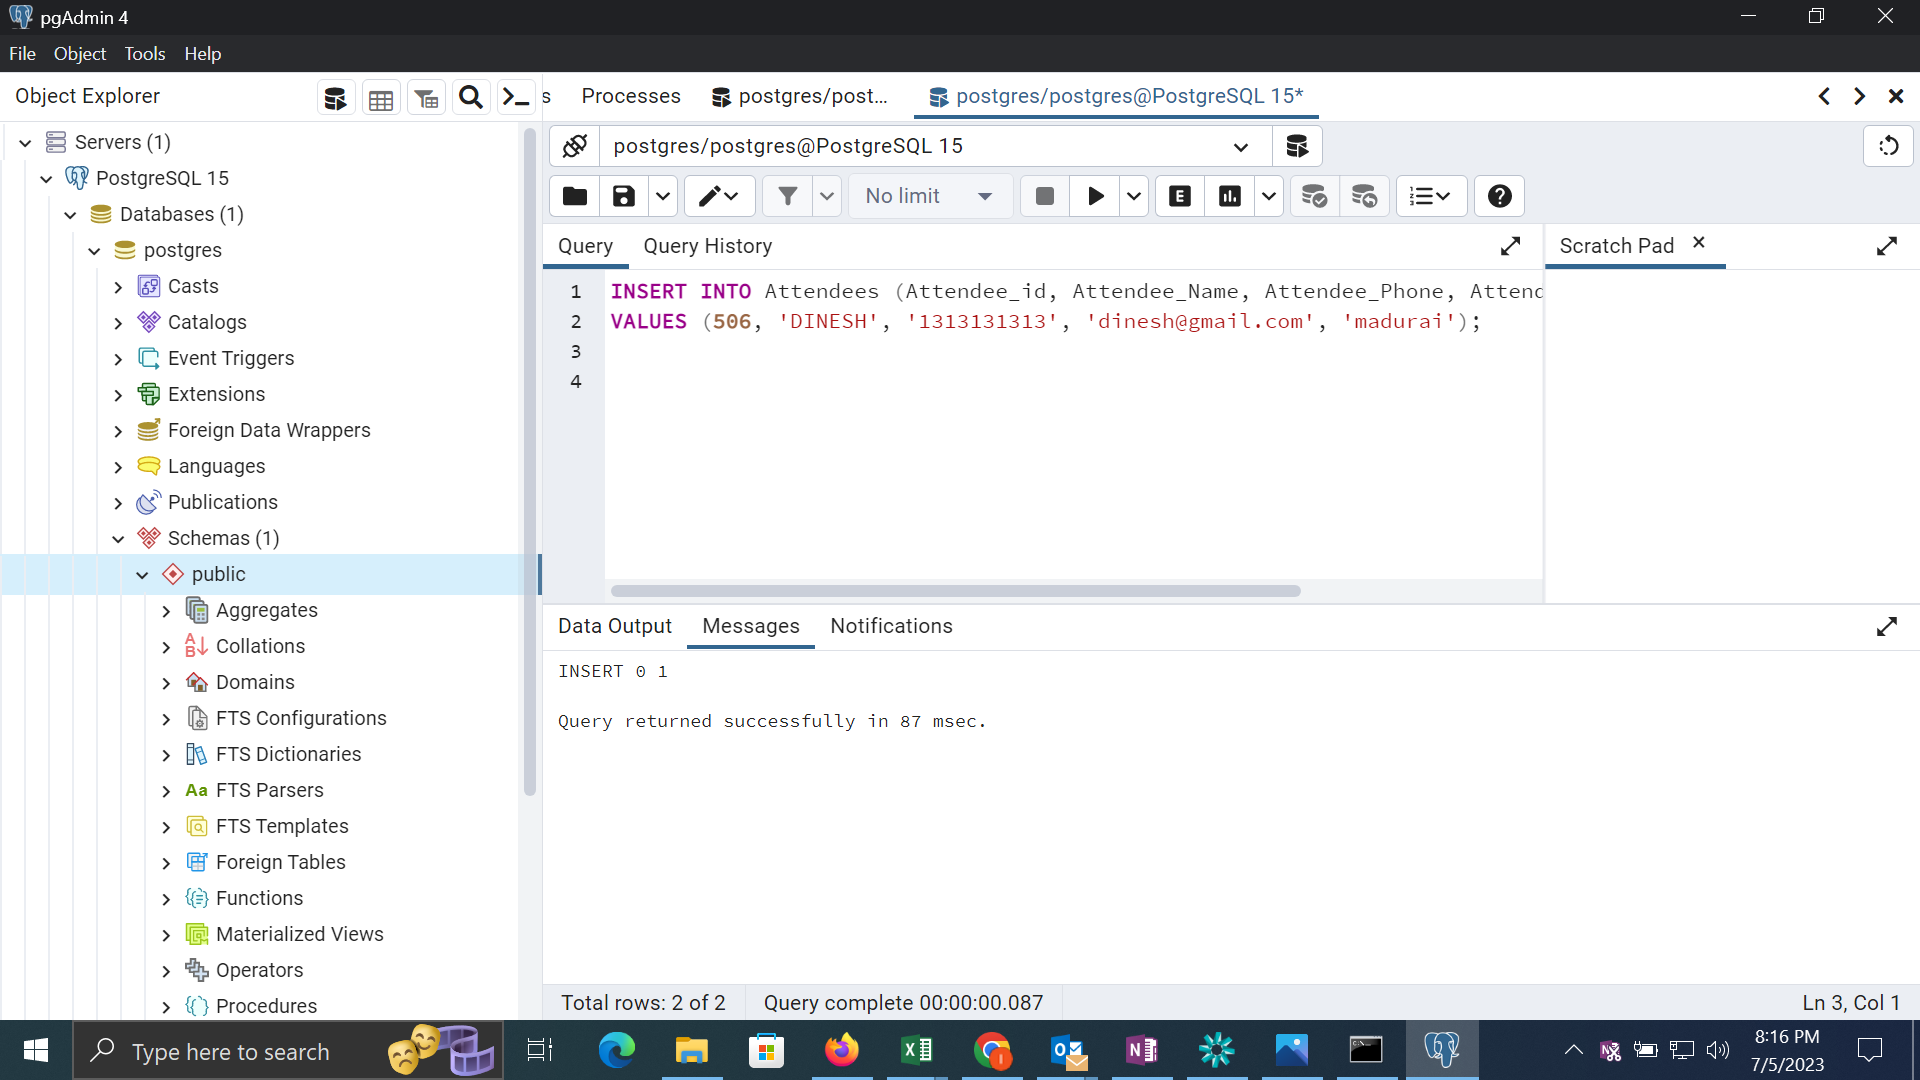 pgAdmin 4
File Object Tools Help
Object Explorer
s Processes postgres/post... postgres/postgres@PostgreSQL 15*
Servers (1)
PostgreSQL 15
Databases (1)
postgres
Casts
Catalogs
Event Triggers
Extensions
Foreign Data Wrappers
Languages
Publications
Schemas (1)
public
Aggregates
Collations
Domains
FTS Configurations
FTS Dictionaries
Aa FTS Parsers
FTS Templates
Foreign Tables
Functions
Materialized Views
Operators
Procedures
postgres/postgres@PostgreSQL 15
No limit
E
Query Query History
Scratch Pad
1 INSERT INTO Attendees (Attendee_id, Attendee_Name, Attendee_Phone, Attend
2 VALUES (506, 'DINESH', '1313131313', 'dinesh@gmail.com', 'madurai');
3
4
Data Output Messages Notifications
INSERT 0 1
Query returned successfully in 87 msec.
Total rows: 2 of 2 Query complete 00:00:00.087 Ln 3, Col 1
Type here to search
8:16 PM
7/5/2023